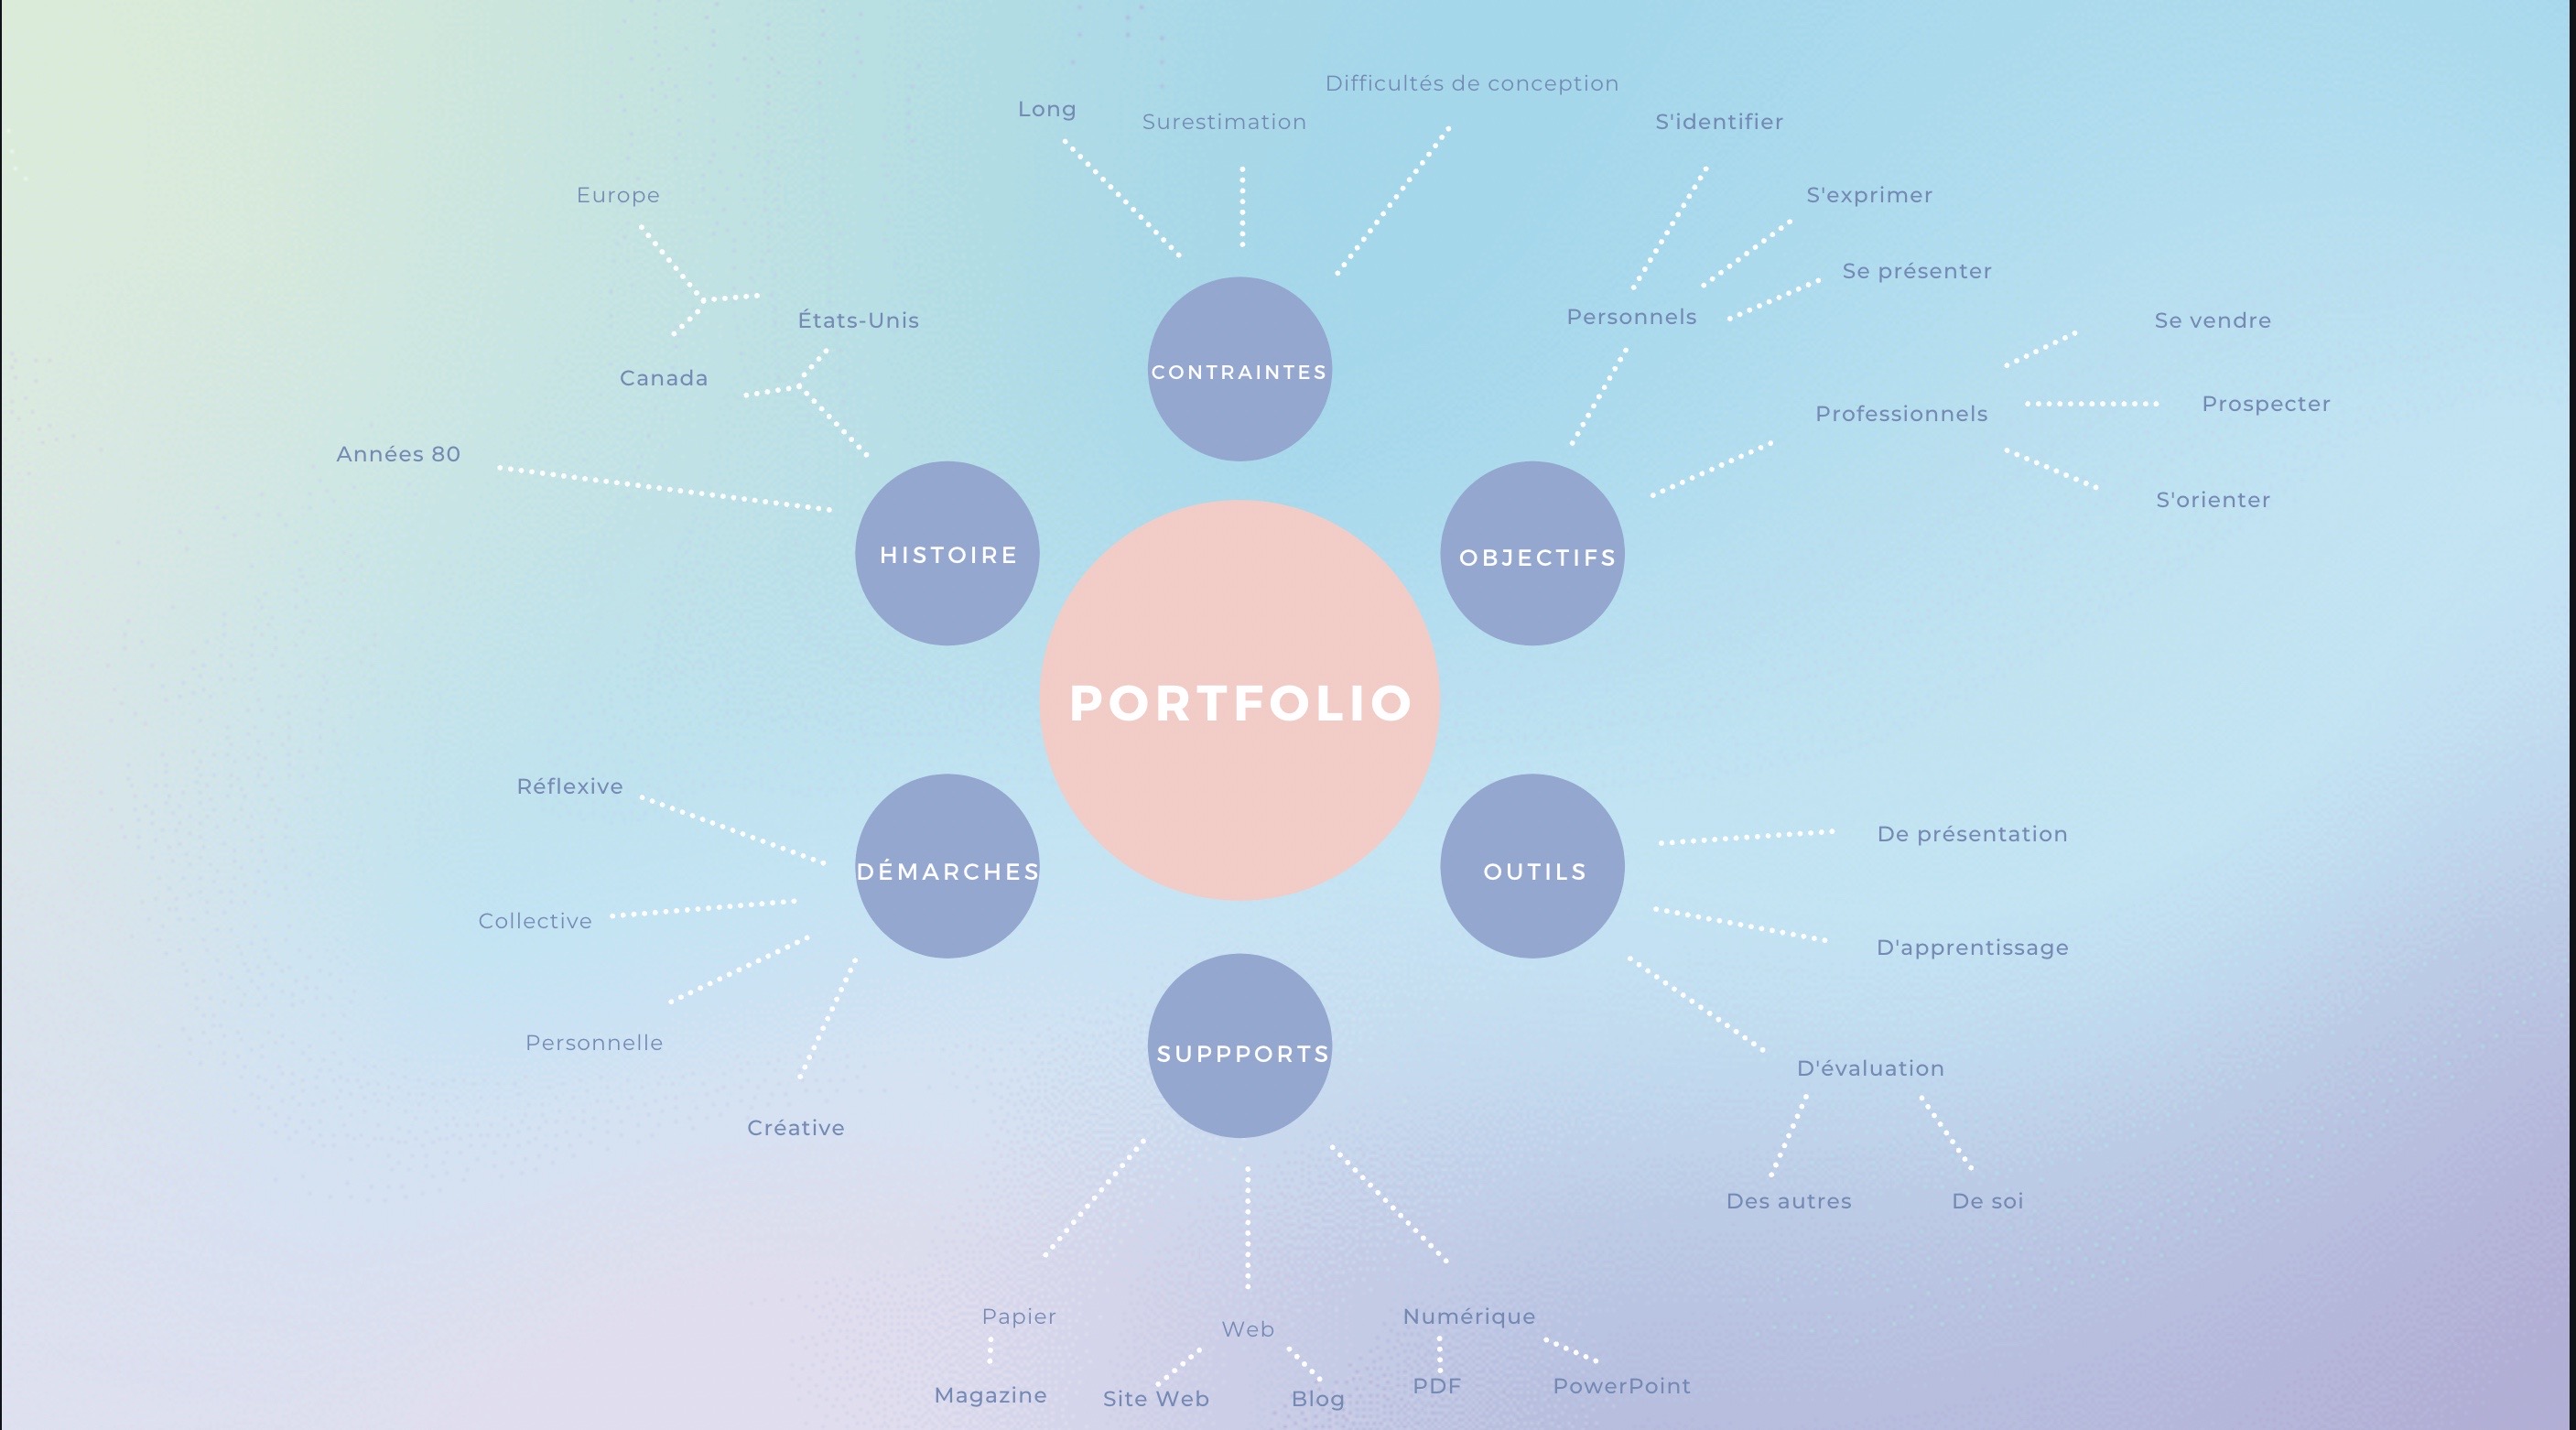 Difficultés de conception
Long
Surestimation
S'identifier
Europe
S'exprimer
Se présenter
Personnels
États-Unis
Se vendre
Canada
CONTRAINTES
Prospecter
Professionnels
Années 80
S'orienter
HISTOIRE
OBJECTIFS
PORTFOLIO
Réflexive
De présentation
DÉMARCHES
OUTILS
Collective
D'apprentissage
Personnelle
SUPPPORTS
D'évaluation
Créative
Des autres
De soi
Papier
Web
Numérique
Magazine
Site Web
Blog
PDF
PowerPoint